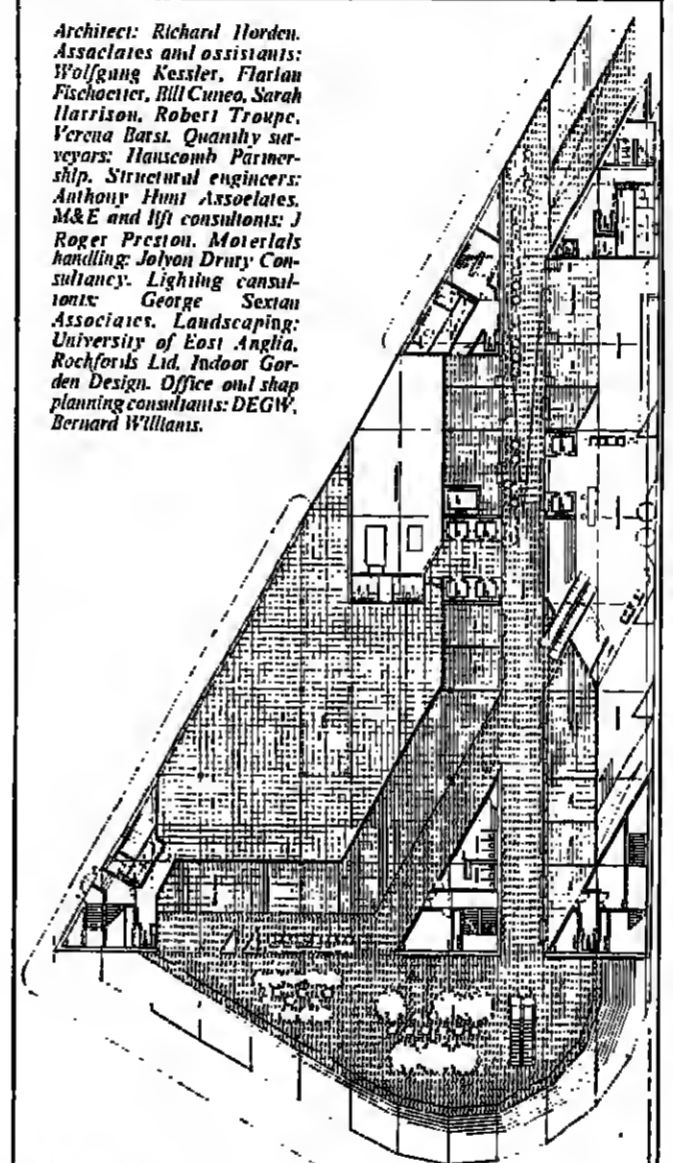 Architect: Richard Horden.
Associates and assistants:
Wolfgang Kessler, Florian
Fischoetter, Bill Cuneo, Sarah
Harrison, Robert Troupe,
Verena Barsi. Quantity sur-
veyors: Hanscomb Partner-
ship. Structural engineers:
Anthony Hunt Associates.
M&E and lift consultants: J
Roger Preston. Materials
handling: Jolyon Drury Con-
sultancy. Lighting consul-
tants: George Sexton
Associates. Landscaping:
University of East Anglia,
Rochfords Ltd, Indoor Gar-
den Design. Office and shop
planning consultants: DEGW,
Bernard Williams.